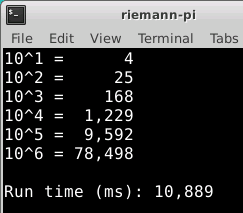 riemann-pi
File Edit View Terminal Tabs
10^1 =      4
10^2 =     25
10^3 =    168
10^4 =  1,229
10^5 =  9,592
10^6 = 78,498
Run time (ms): 10,889